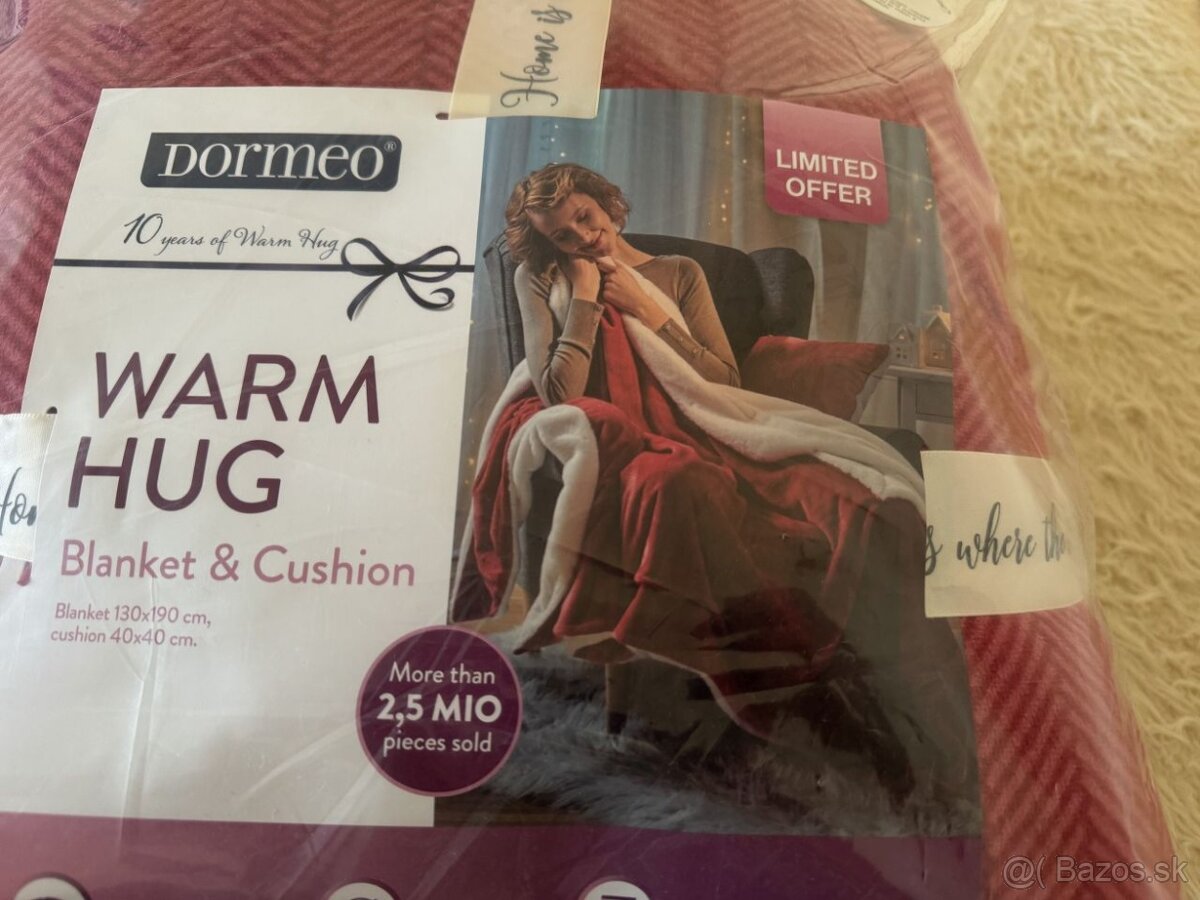 Home is
DORMEO®
10 years of Warm Hug
LIMITED
OFFER
WARM
HUG
Blanket & Cushion
Blanket 130x190 cm,
cushion 40x40 cm.
where the
More than
2,5 MIO
pieces sold
@( Bazos.sk